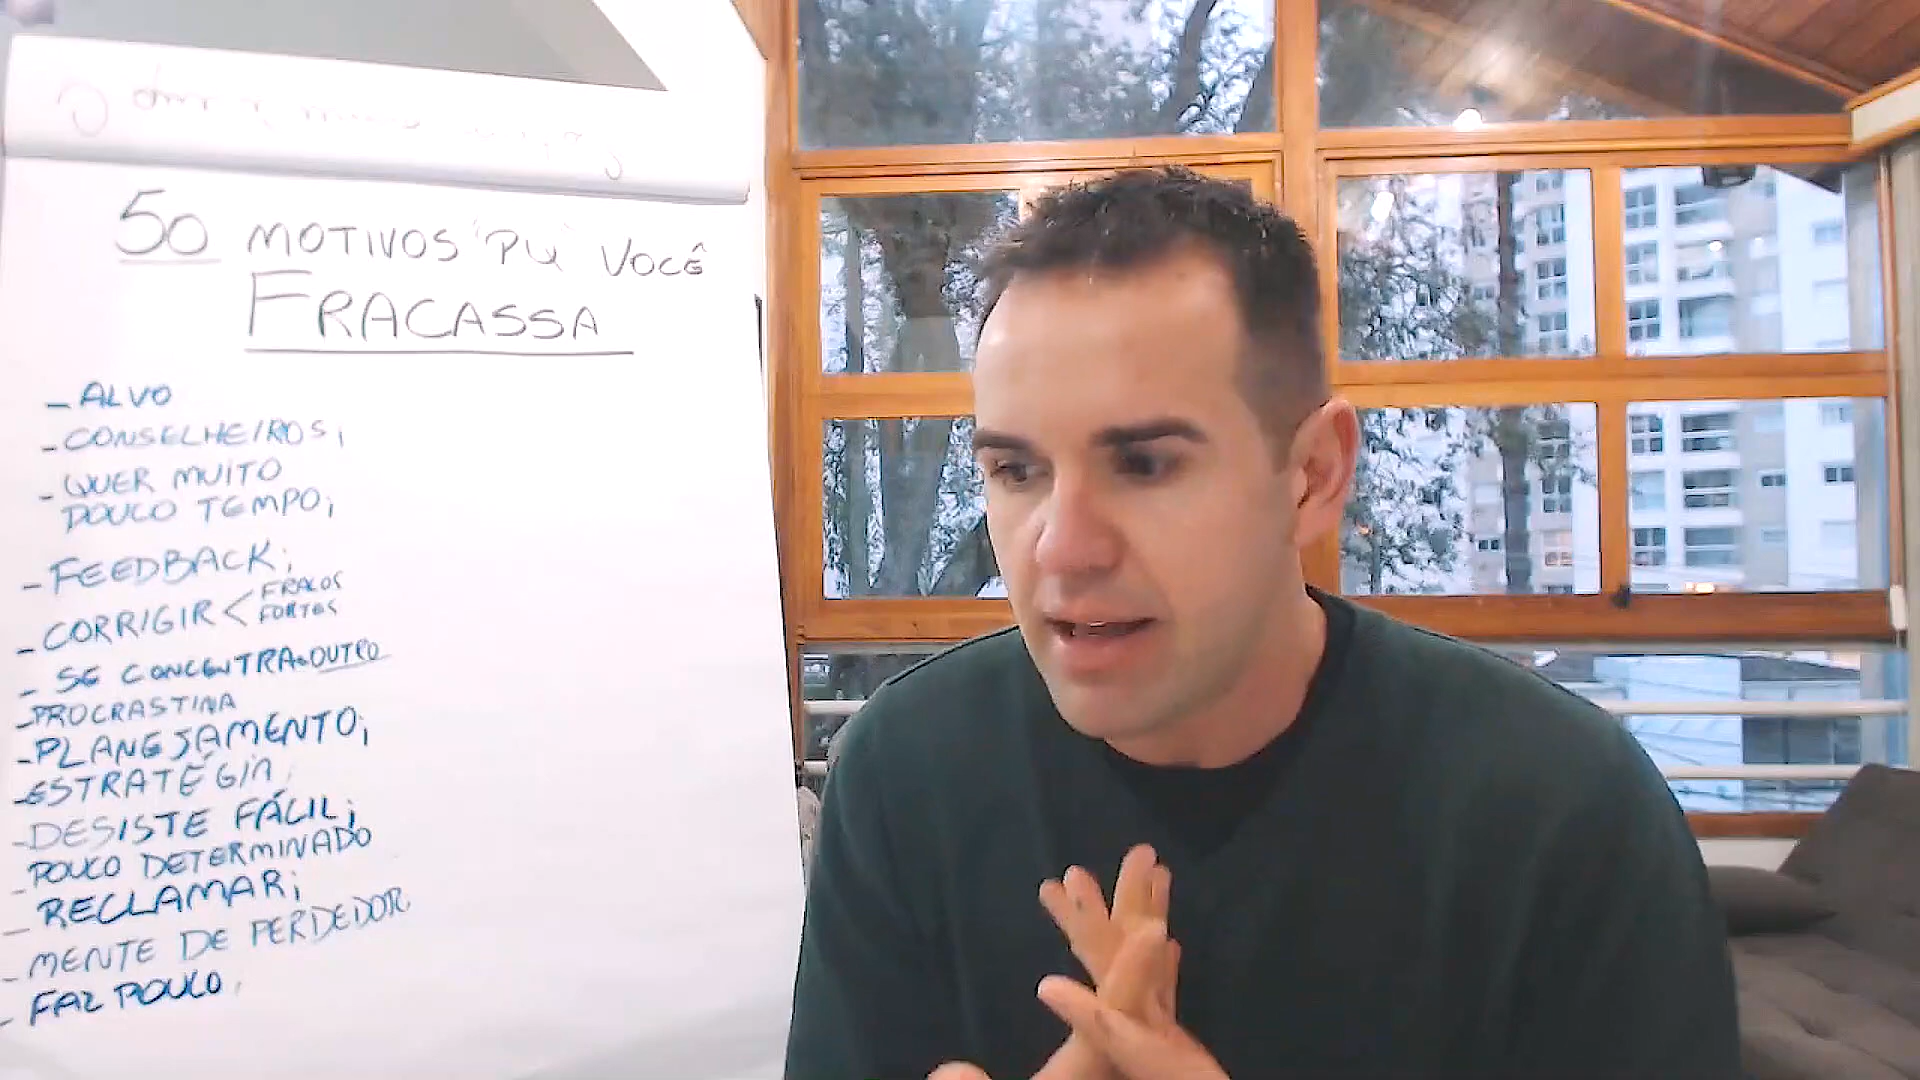 50 MOTIVOS "PQ" VOCÊ
FRACASSA
- ALVO
- CONSELHEIROS;
- QUER MUITO
POUCO TEMPO;
- FEEDBACK;
- CORRIGIR < FRACOS
FORTES
- SE CONCENTRA OUTRO
- PROCRASTINA
- PLANEJAMENTO;
- ESTRATÉGIA
- DESISTE FÁCIL;
- POUCO DETERMINADO
- RECLAMAR;
- MENTE DE PERDEDOR
- FAZ POUCO